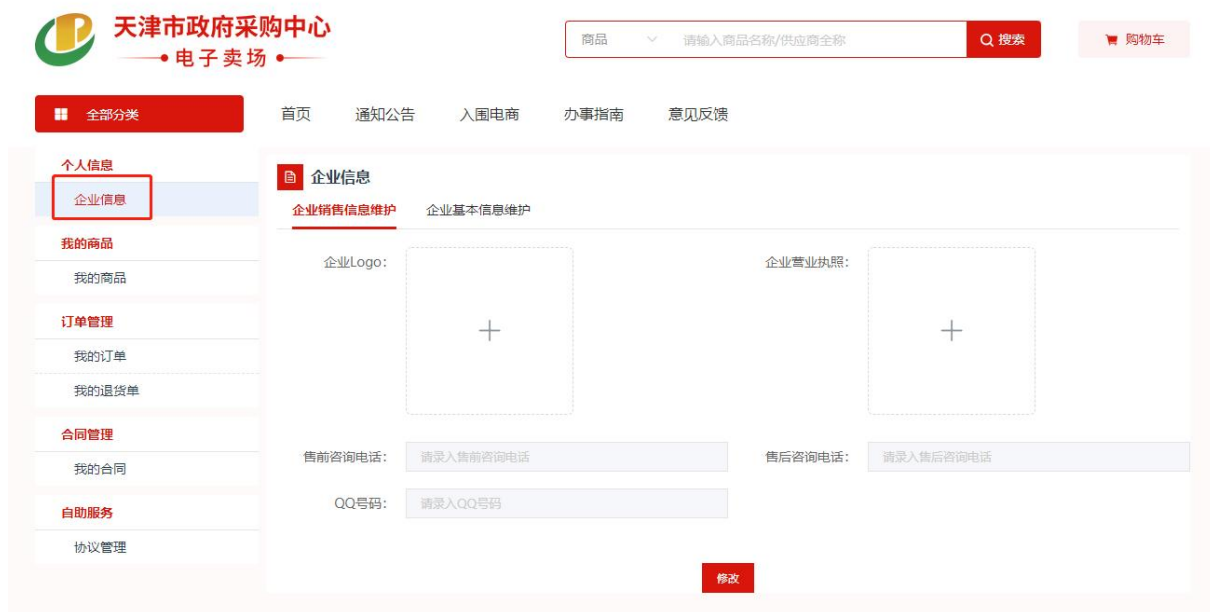 天津市政府采购中心
电子卖场
商品 请输入商品名称/供应商全称 搜索 购物车
全部分类 首页 通知公告 入围电商 办事指南 意见反馈
个人信息
企业信息
我的商品
我的商品
订单管理
我的订单
我的退货单
合同管理
我的合同
自助服务
协议管理
企业信息
企业销售信息维护 企业基本信息维护
企业Logo: 企业营业执照:
售前咨询电话: 请录入售前咨询电话 售后咨询电话: 请录入售后咨询电话
QQ号码: 请录入QQ号码
修改